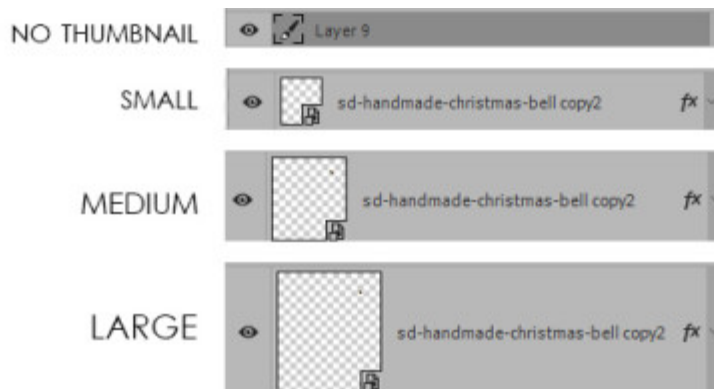 NO THUMBNAIL Layer 9
SMALL sd-handmade-christmas-bell copy2 fx
MEDIUM sd-handmade-christmas-bell copy2 fx
LARGE sd-handmade-christmas-bell copy2 fx